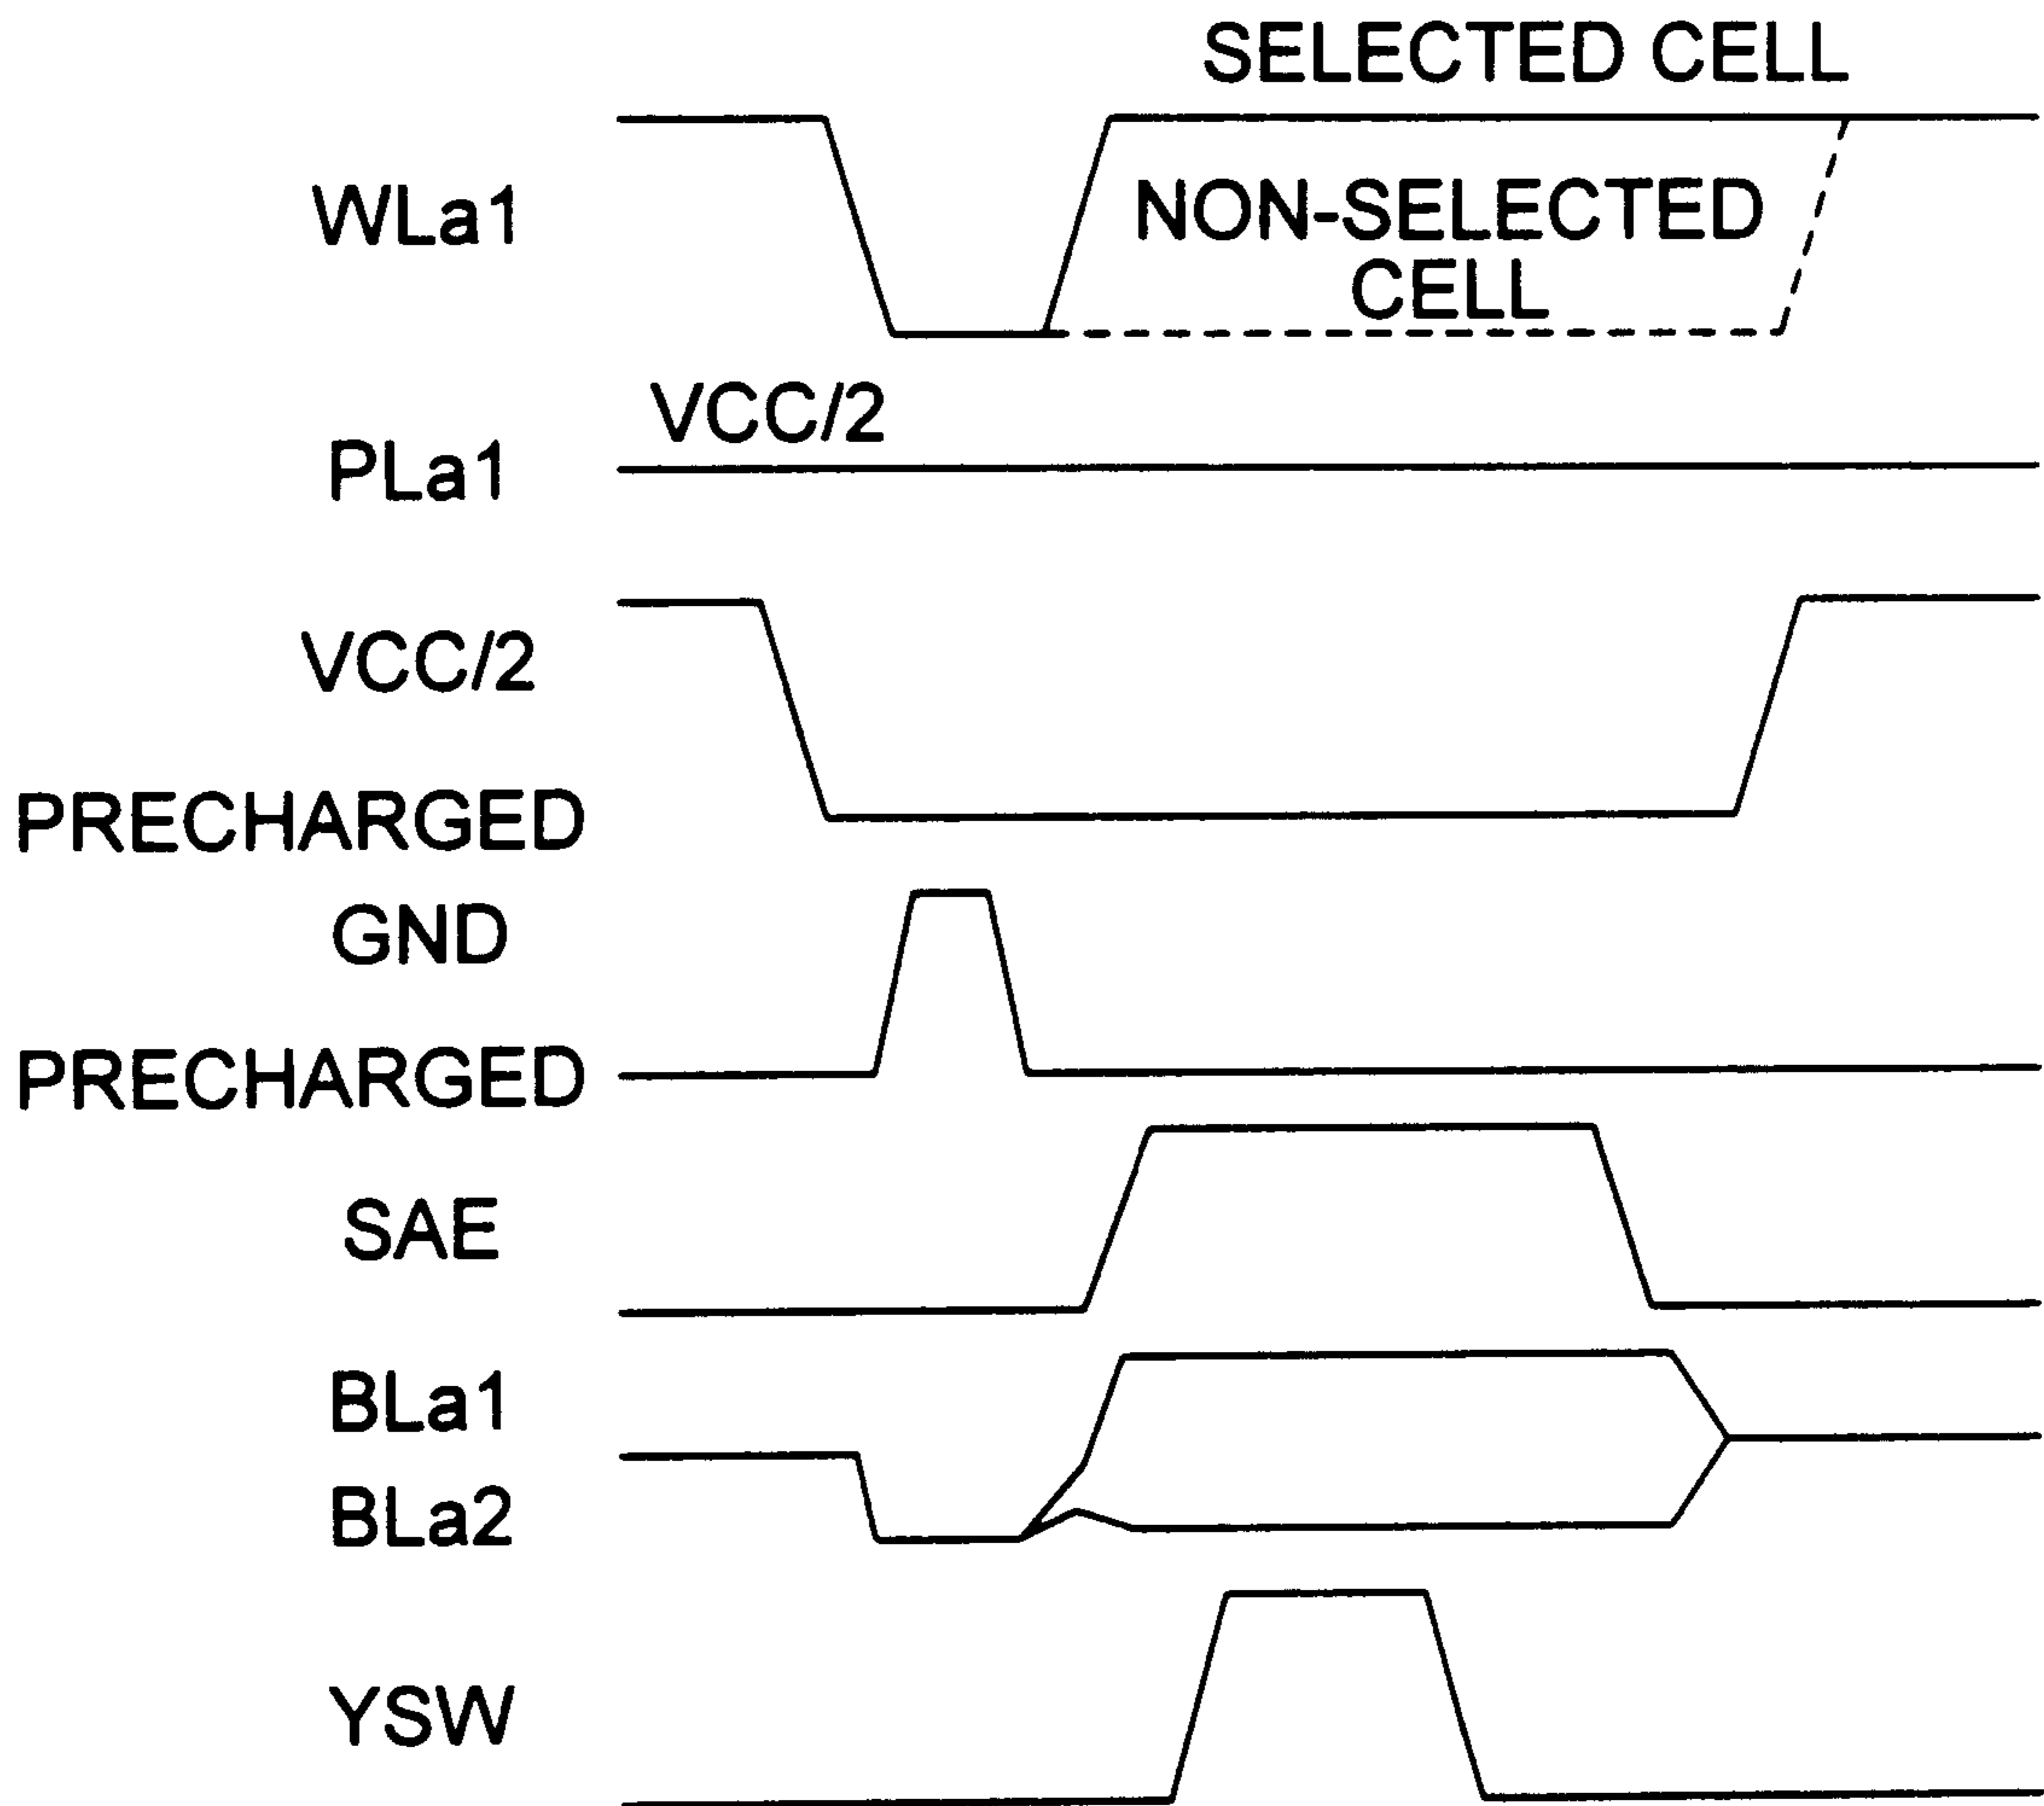 SELECTED CELL
WLa1
NON-SELECTED
CELL
VCC/2
PLa1
VCC/2
PRECHARGED
GND
PRECHARGED
SAE
BLa1
BLa2
YSW